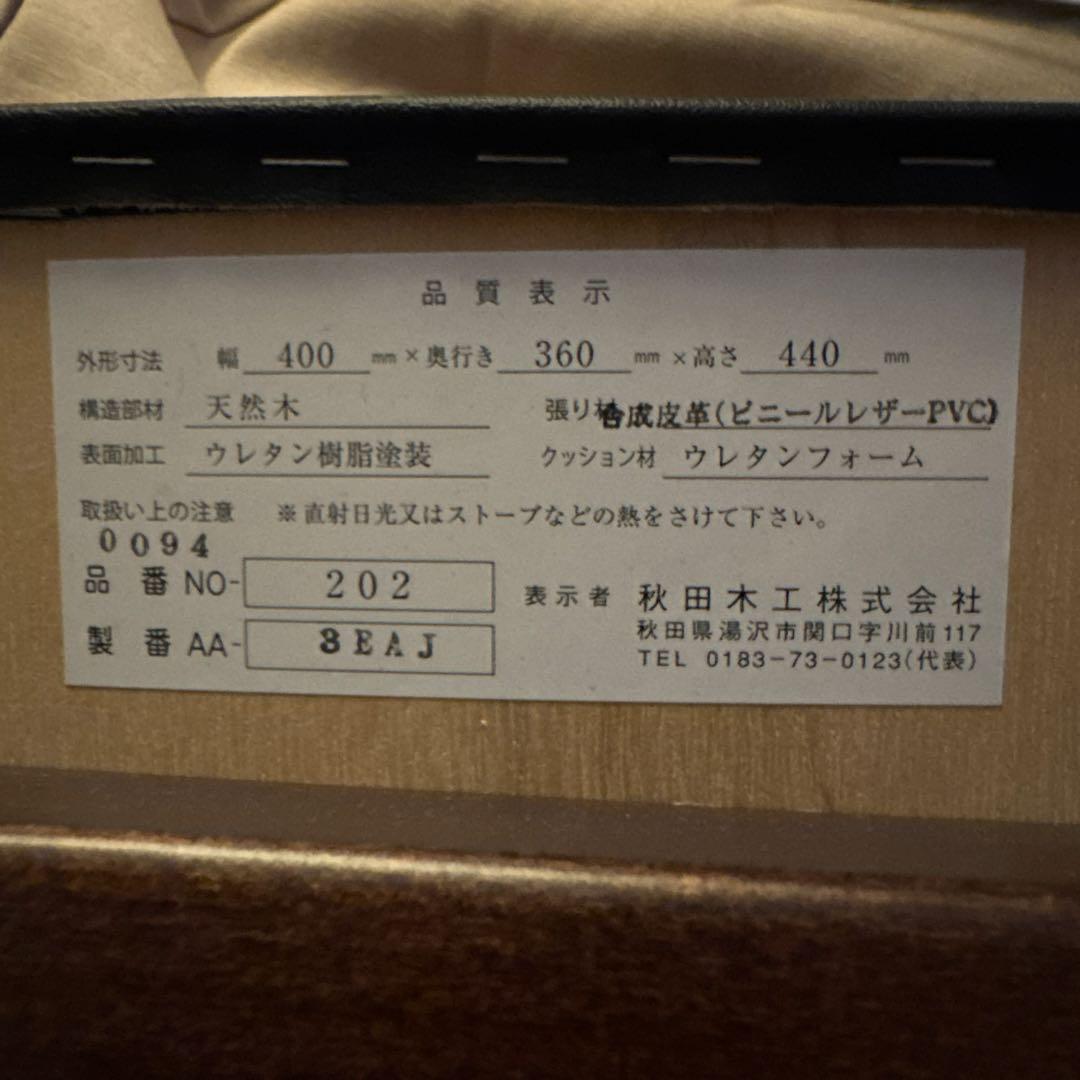 品質表示
外形寸法 幅 400 mm × 奥行き 360 mm × 高さ 440 mm
構造部材 天然木 張り材 合成皮革(ビニールレザーPVC)
表面加工 ウレタン樹脂塗装 クッション材 ウレタンフォーム
取扱い上の注意 ※直射日光又はストーブなどの熱をさけて下さい。
0094
品番 NO- 202 表示者 秋田木工株式会社
秋田県湯沢市関口字川前117
製番 AA- 3EAJ
TEL 0183-73-0123(代表)